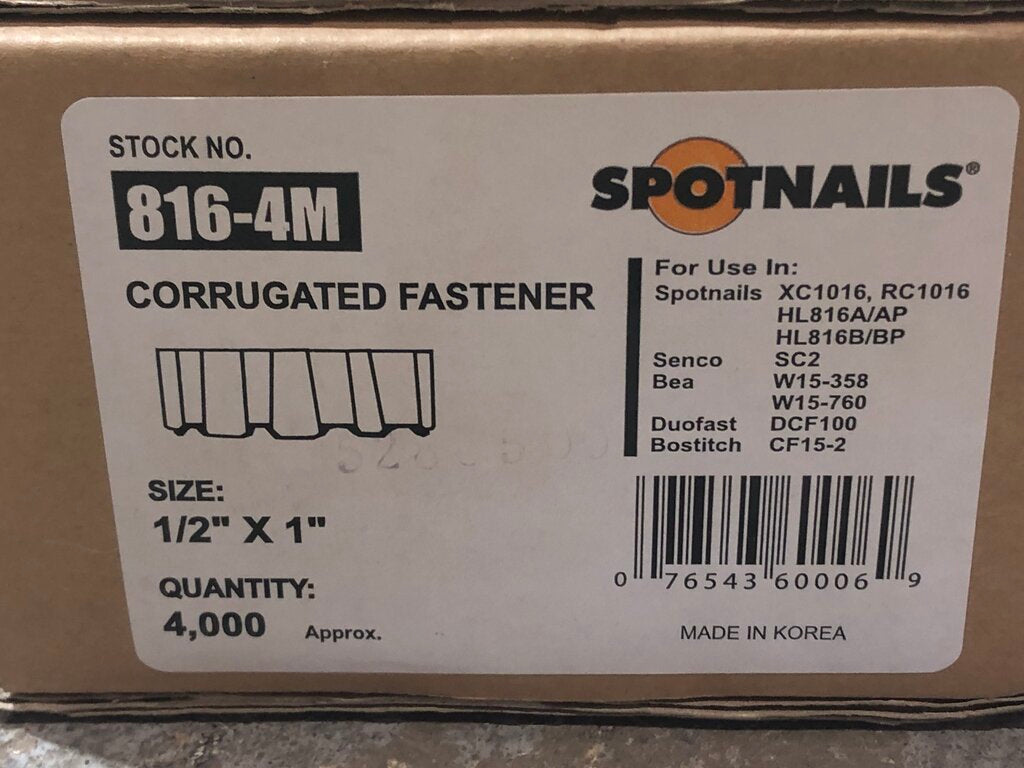 STOCK NO.
816-4M
CORRUGATED FASTENER
SIZE:
1/2" X 1"
QUANTITY:
4,000 Approx.
SPOTNAILS®
For Use In:
Spotnails XC1016, RC1016
HL816A/AP
HL816B/BP
Senco SC2
Bea W15-358
W15-760
Duofast DCF100
Bostitch CF15-2
0 76543 60006 9
MADE IN KOREA